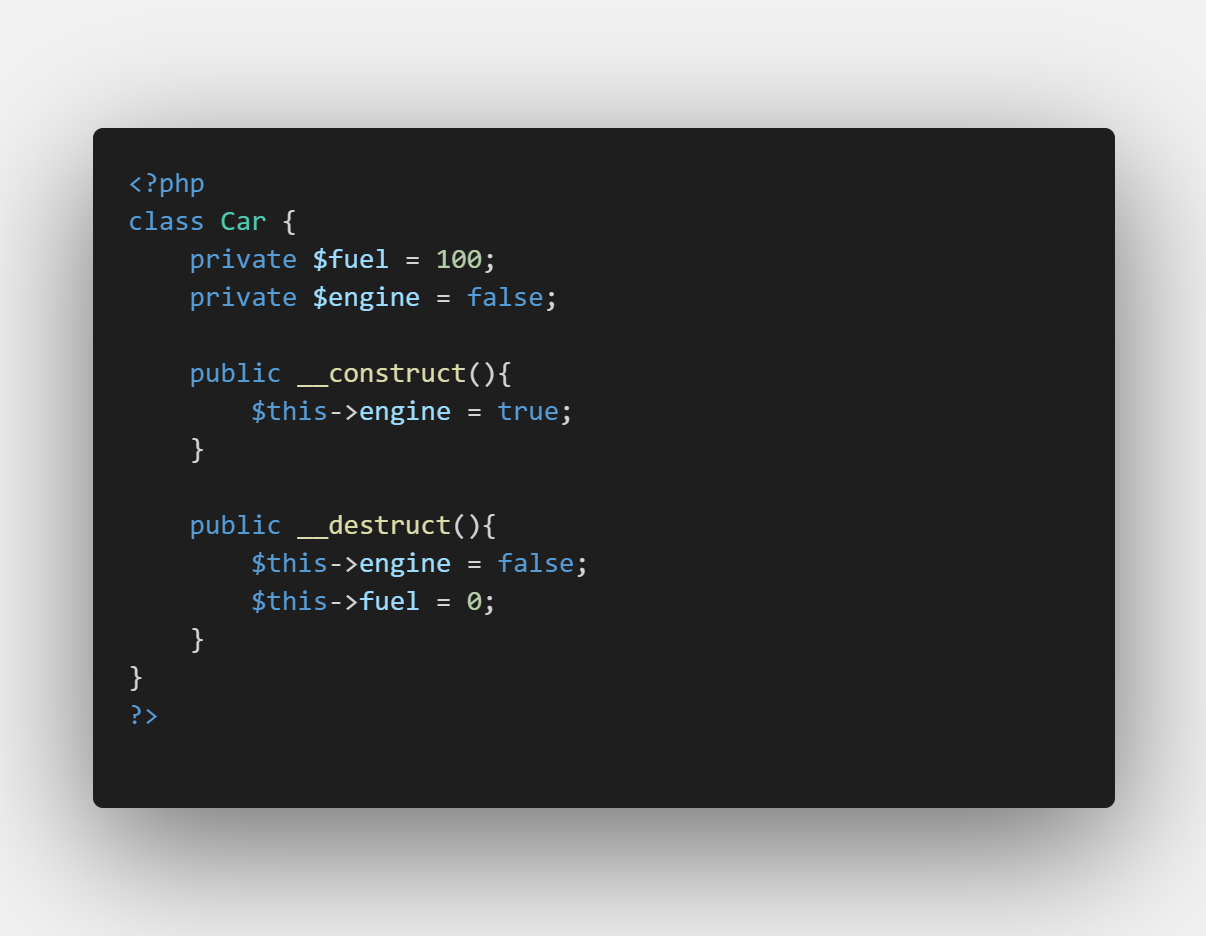 <?php
class Car {
    private $fuel = 100;
    private $engine = false;

    public __construct(){
        $this->engine = true;
    }

    public __destruct(){
        $this->engine = false;
        $this->fuel = 0;
    }
}
?>